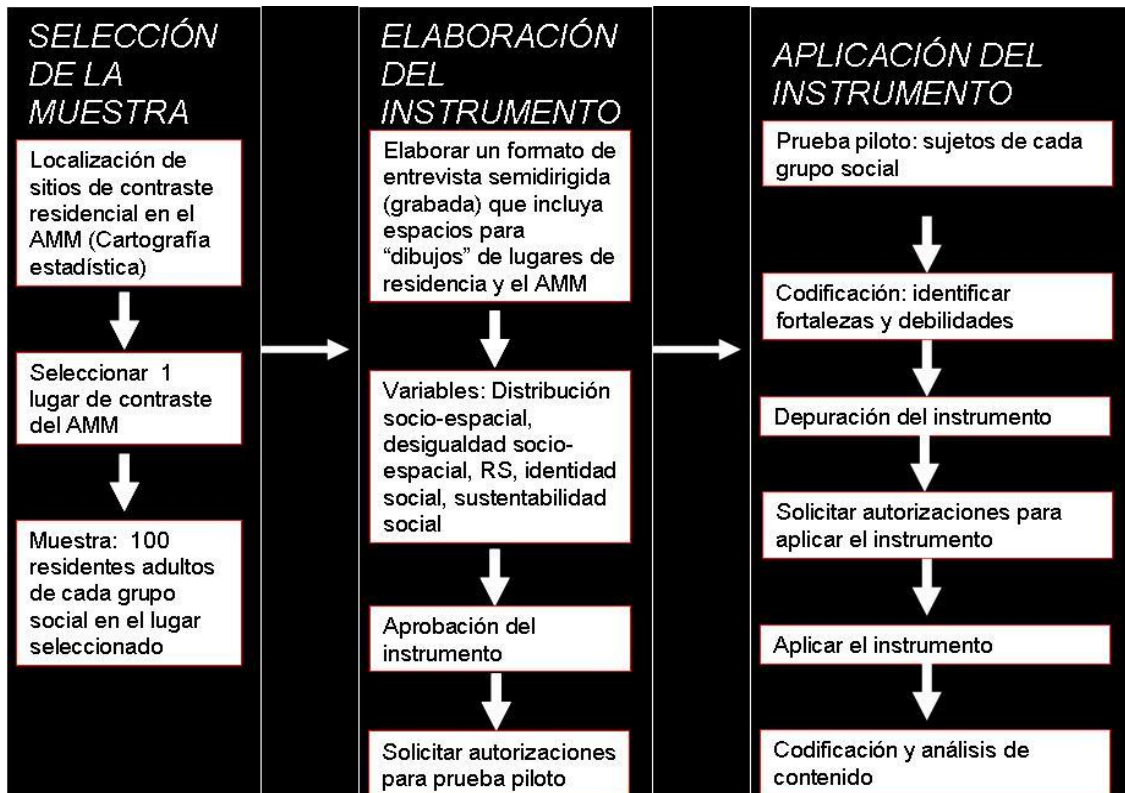 SELECCIÓN
DE LA
MUESTRA
Localización de
sitios de contraste
residencial en el
AMM (Cartografía
estadística)
Seleccionar 1
lugar de contraste
del AMM
Muestra: 100
residentes adultos
de cada grupo
social en el lugar
seleccionado
ELABORACIÓN
DEL
INSTRUMENTO
Elaborar un formato de
entrevista semidirigida
(grabada) que incluya
espacios para
“dibujos” de lugares de
residencia y el AMM
Variables: Distribución
socio-espacial,
desigualdad socio-
espacial, RS, identidad
social, sustentabilidad
social
Aprobación del
instrumento
Solicitar autorizaciones
para prueba piloto
APLICACIÓN DEL
INSTRUMENTO
Prueba piloto: sujetos de cada
grupo social
Codificación: identificar
fortalezas y debilidades
Depuración del instrumento
Solicitar autorizaciones para
aplicar el instrumento
Aplicar el instrumento
Codificación y análisis de
contenido